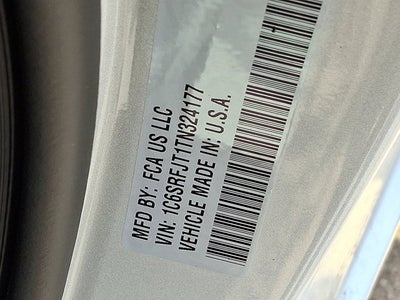 MFD BY: FCA US LLC
VIN: 1C6SRFJT1TN324177
VEHICLE MADE IN: U.S.A.